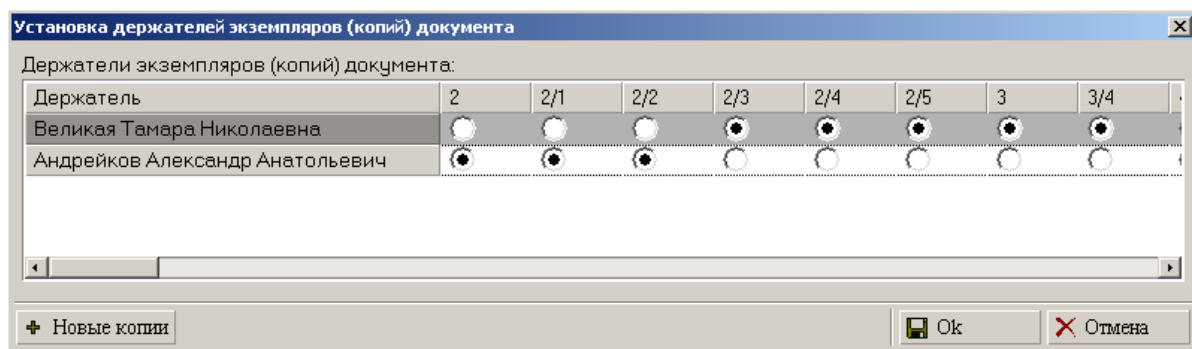 Установка держателей экземпляров (копий) документа
Держатели экземпляров (копий) документа:
Держатель 2 2/1 2/2 2/3 2/4 2/5 3 3/4
Великая Тамара Николаевна
Андрейков Александр Анатольевич
Новые копии Ok Отмена